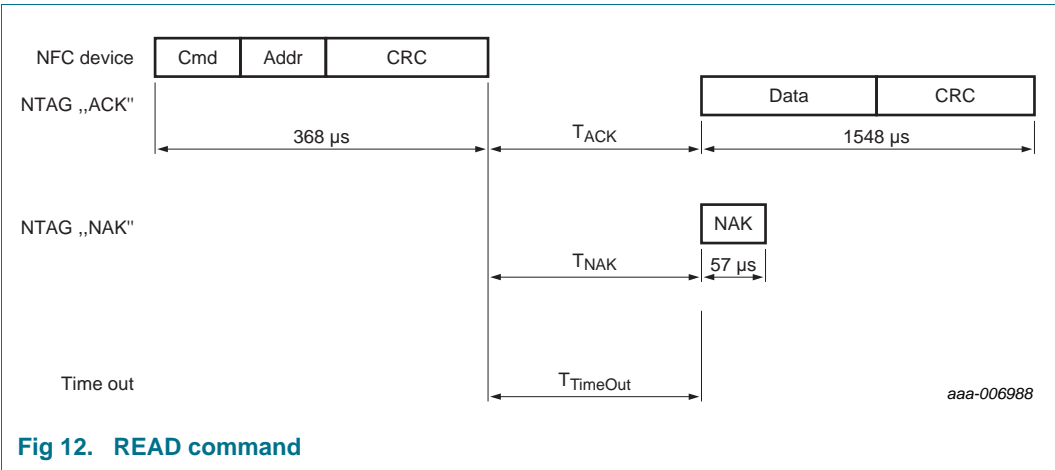 NFC device Cmd Addr CRC
NTAG ,,ACK" Data CRC
368 µs TACK 1548 µs
NTAG ,,NAK" NAK
TNAK 57 µs
Time out TTimeOut aaa-006988
Fig 12. READ command